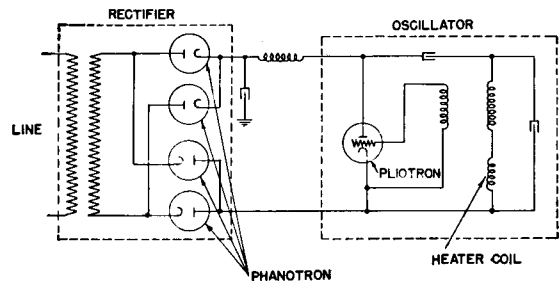 RECTIFIER
OSCILLATOR
LINE
PLIOTRON
PHANOTRON
HEATER COIL